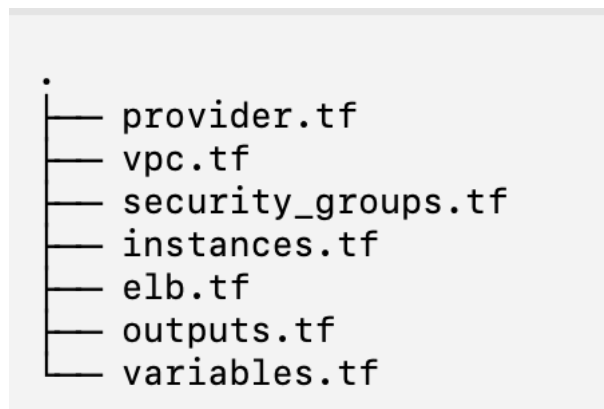 .
├── provider.tf
├── vpc.tf
├── security_groups.tf
├── instances.tf
├── elb.tf
├── outputs.tf
└── variables.tf